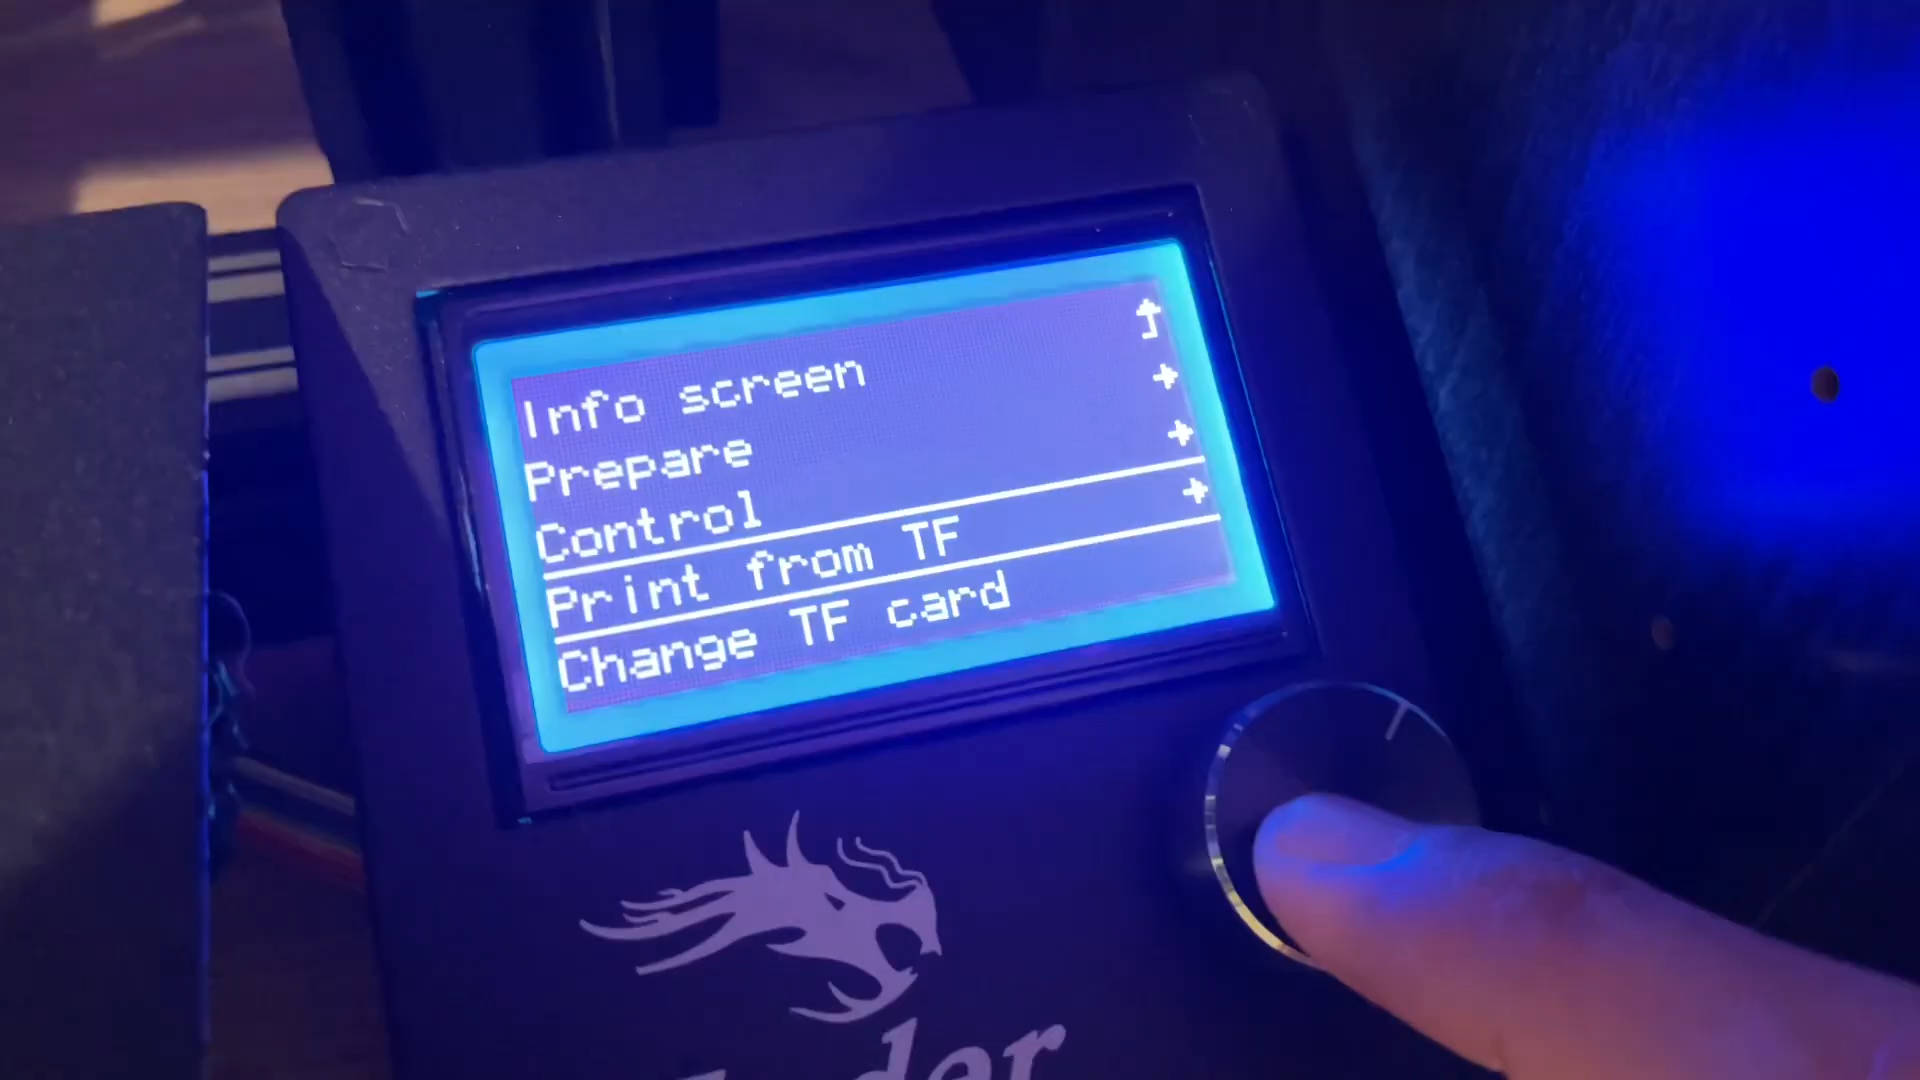 Info screen
Prepare
Control
Print from TF
Change TF card